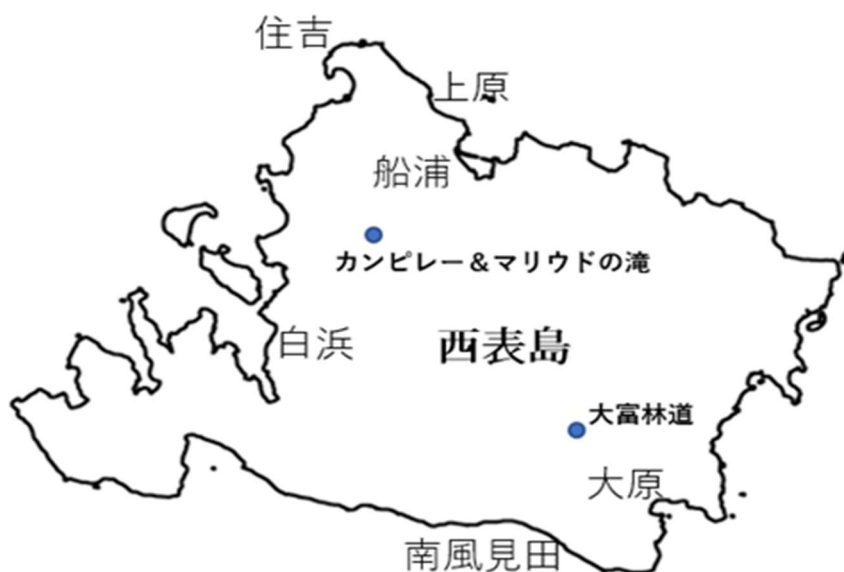 住吉
上原
船浦
カンピレー＆マリウドの滝
白浜
西表島
大富林道
大原
南風見田